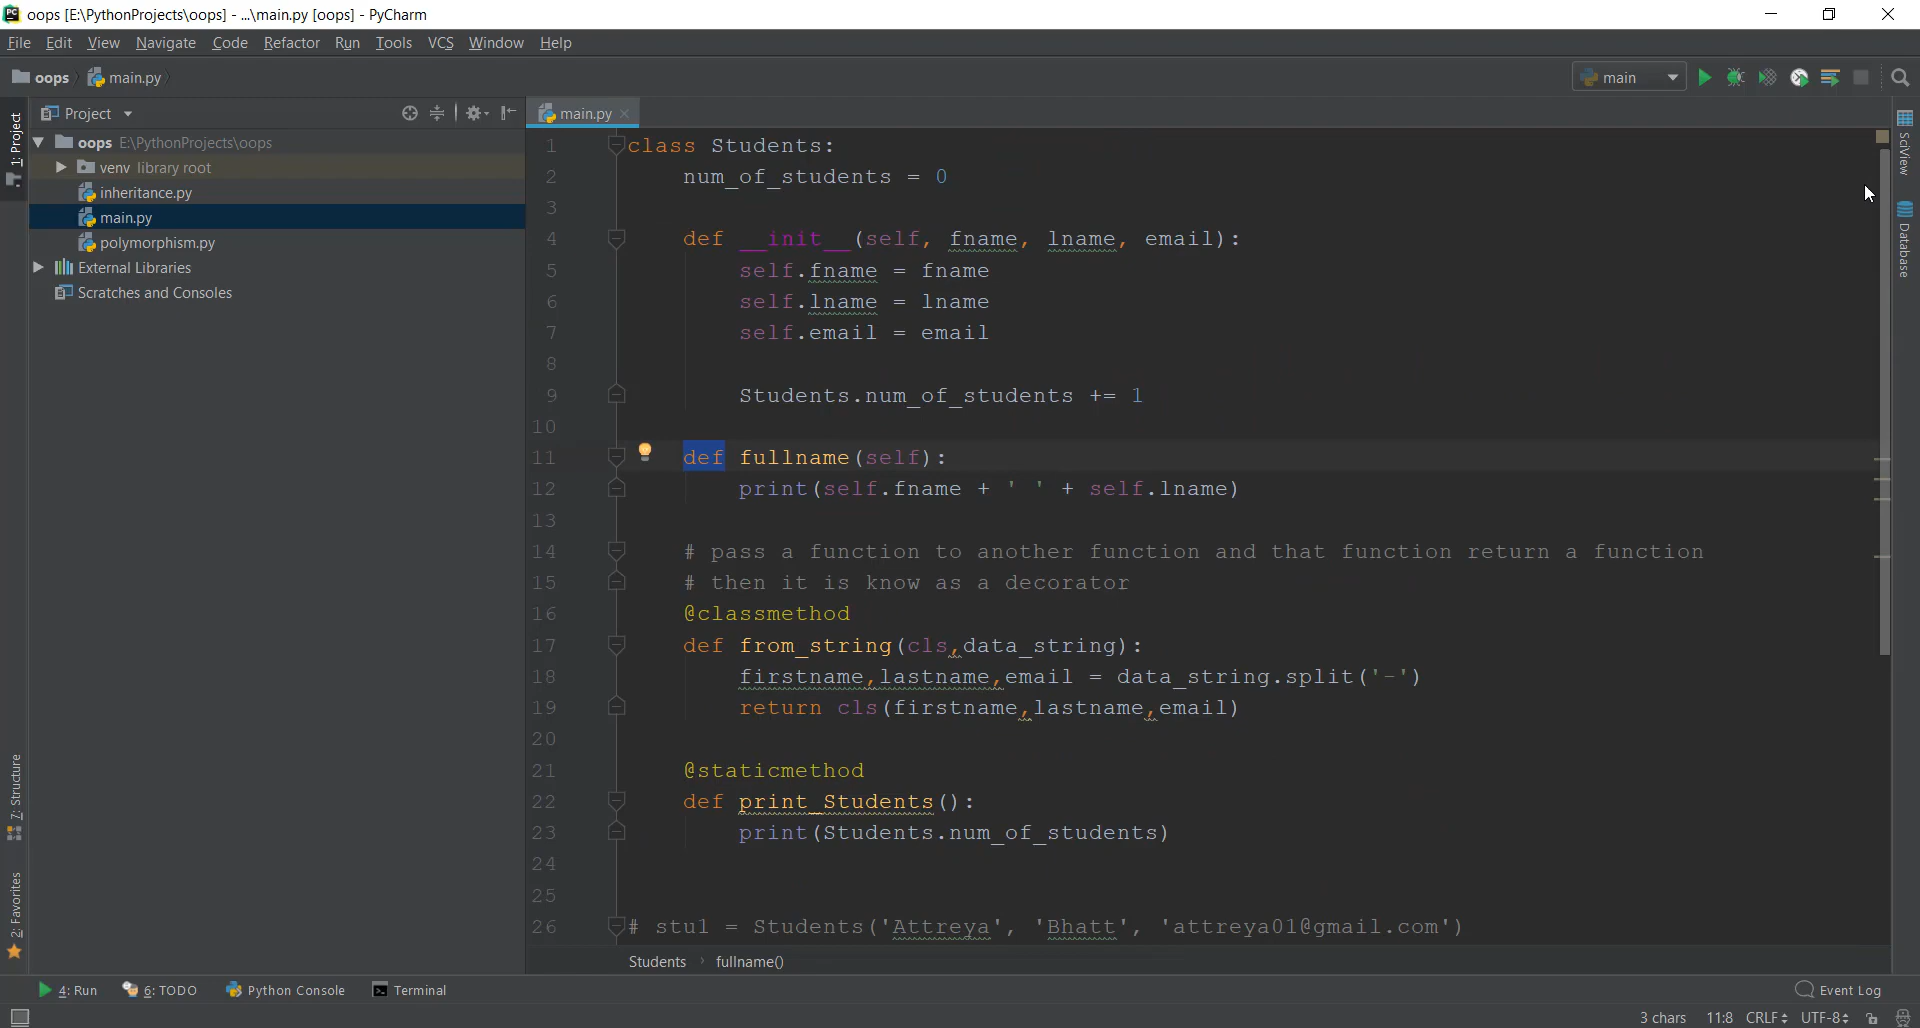 oops [E:\PythonProjects\oops] - ...\main.py [oops] - PyCharm
File Edit View Navigate Code Refactor Run Tools VCS Window Help
oops main.py
main
1: Project
Project
main.py
oops E:\PythonProjects\oops
venv library root
inheritance.py
main.py
polymorphism.py
External Libraries
Scratches and Consoles
1 class Students:
2     num_of_students = 0
3
4     def __init__(self, fname, lname, email):
5         self.fname = fname
6         self.lname = lname
7         self.email = email
8
9         Students.num_of_students += 1
10
11     def fullname(self):
12         print(self.fname + ' ' + self.lname)
13
14     # pass a function to another function and that function return a function
15     # then it is know as a decorator
16     @classmethod
17     def from_string(cls,data_string):
18         firstname,lastname,email = data_string.split('-')
19         return cls(firstname,lastname,email)
20
21     @staticmethod
22     def print_Students():
23         print(Students.num_of_students)
24
25
26 # stu1 = Students('Attreya', 'Bhatt', 'attreya01@gmail.com')
Students fullname()
SciView
Database
7: Structure
2: Favorites
4: Run 6: TODO Python Console Terminal Event Log
3 chars 11:8 CRLF UTF-8